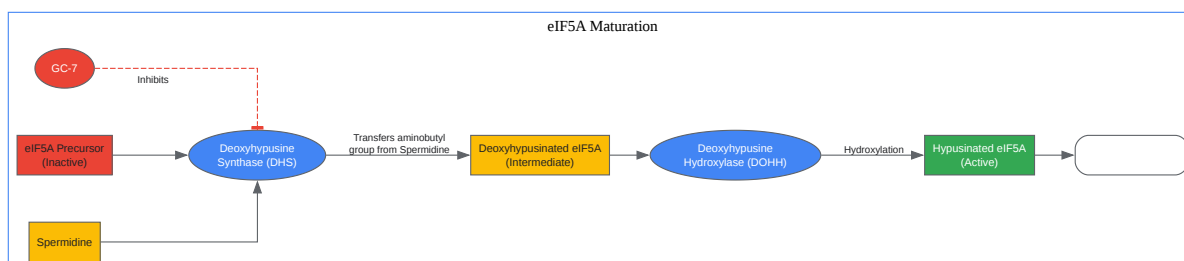 eIF5A Maturation
GC-7
Inhibits
eIF5A Precursor
(Inactive)
Deoxyhypusine
Synthase (DHS)
Transfers aminobutyl
group from Spermidine
Deoxyhypusinated eIF5A
(Intermediate)
Deoxyhypusine
Hydroxylase (DOHH)
Hydroxylation
Hypusinated eIF5A
(Active)
Spermidine